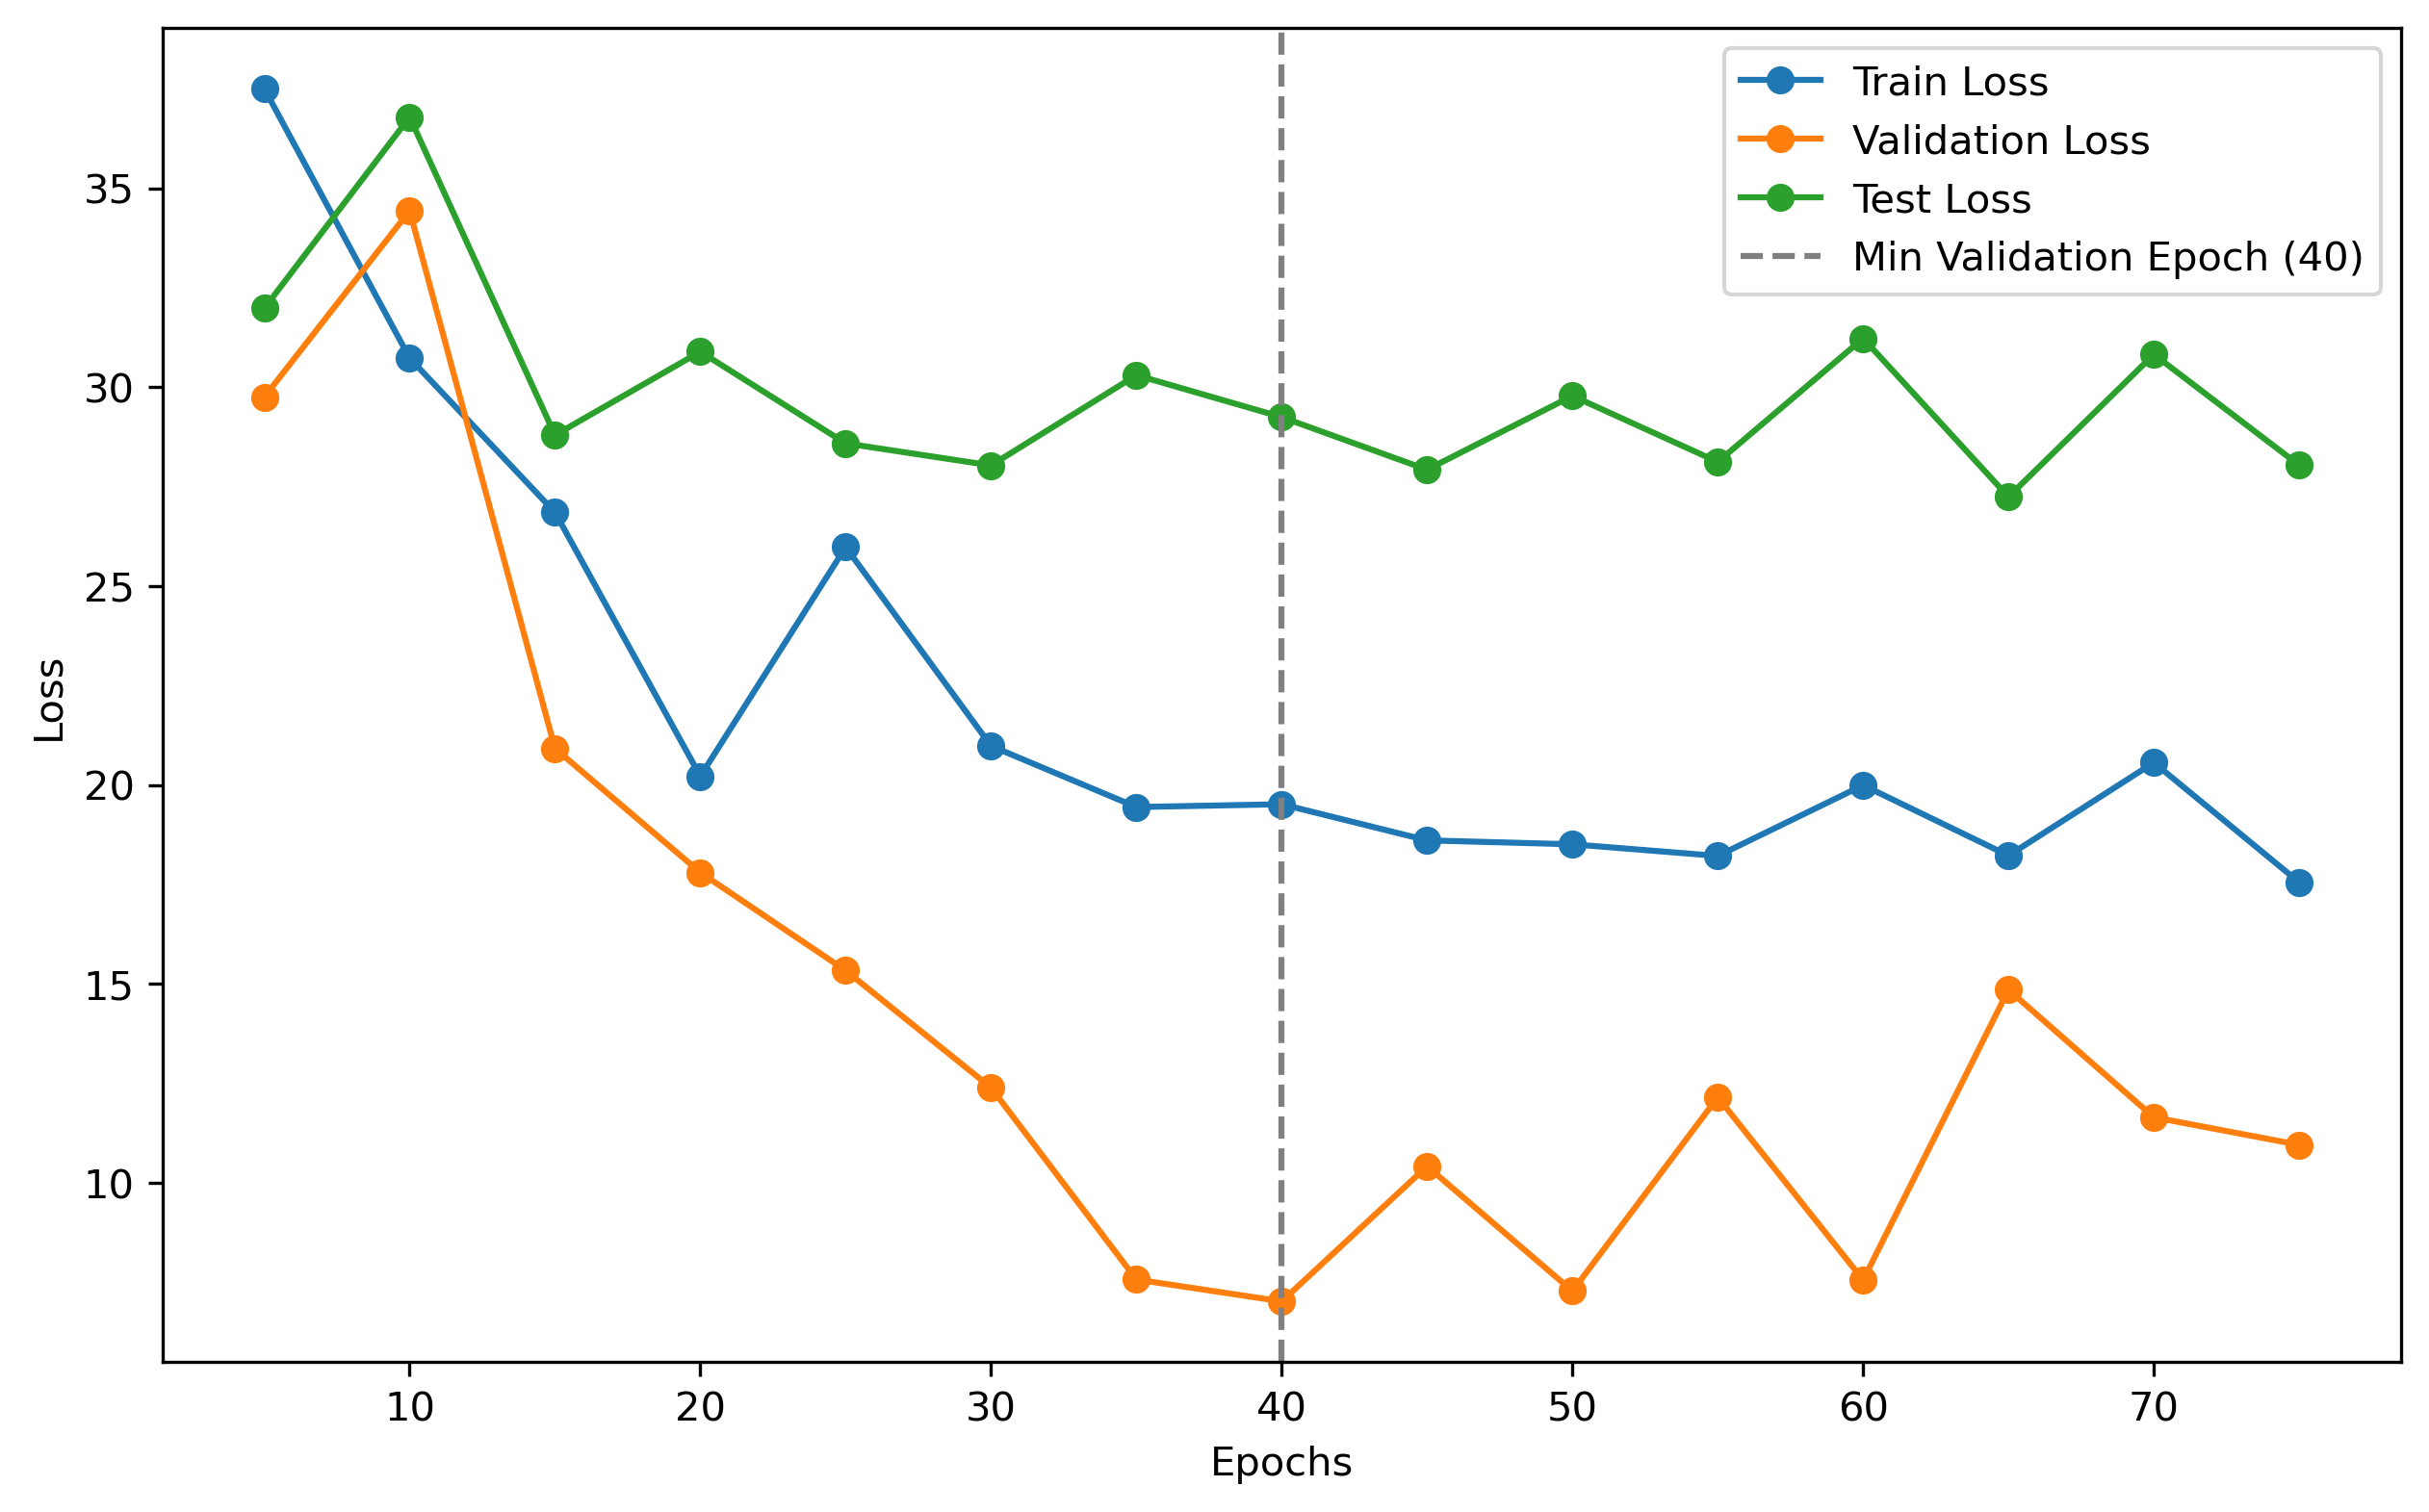 Train Loss
Validation Loss
Test Loss
Min Validation Epoch (40)
35
30
25
20
15
10
Loss
10 20 30 40 50 60 70
Epochs